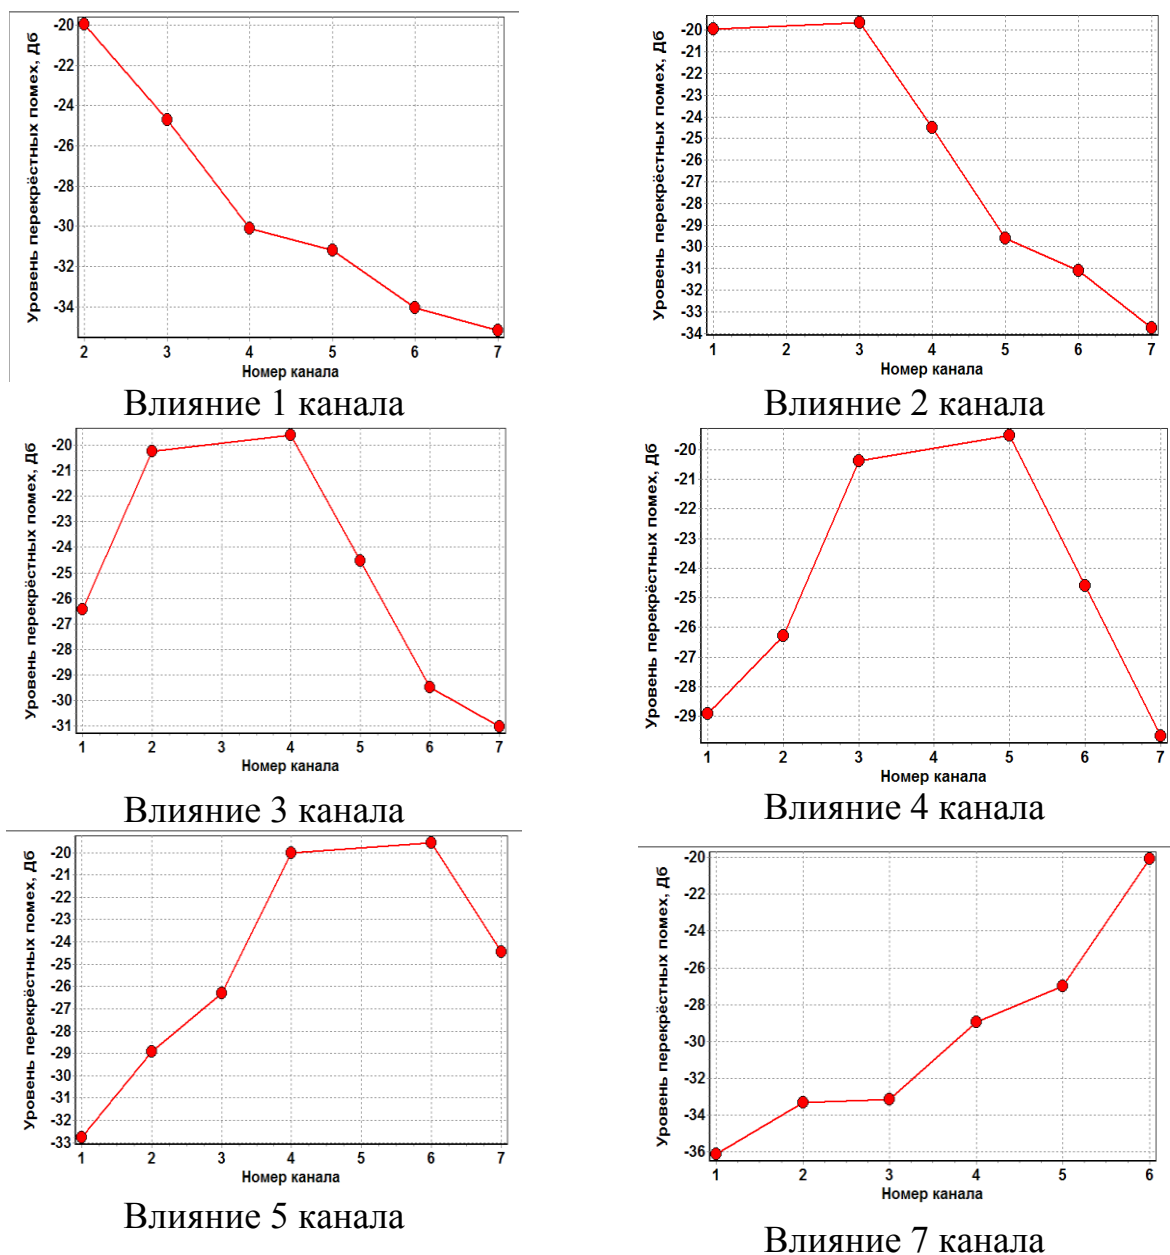 Уровень перекрёстных помех, Дб
-20
-22
-24
-26
-28
-30
-32
-34
2 3 4 5 6 7
Номер канала
Влияние 1 канала
Уровень перекрёстных помех, Дб
-20
-21
-22
-23
-24
-25
-26
-27
-28
-29
-30
-31
-32
-33
-34
1 2 3 4 5 6 7
Номер канала
Влияние 2 канала
Уровень перекрёстных помех, Дб
-20
-21
-22
-23
-24
-25
-26
-27
-28
-29
-30
-31
1 2 3 4 5 6 7
Номер канала
Влияние 3 канала
Уровень перекрёстных помех, Дб
-20
-21
-22
-23
-24
-25
-26
-27
-28
-29
1 2 3 4 5 6 7
Номер канала
Влияние 4 канала
Уровень перекрёстных помех, Дб
-20
-21
-22
-23
-24
-25
-26
-27
-28
-29
-30
-31
-32
-33
1 2 3 4 5 6 7
Номер канала
Влияние 5 канала
Уровень перекрёстных помех, Дб
-20
-22
-24
-26
-28
-30
-32
-34
-36
1 2 3 4 5 6
Номер канала
Влияние 7 канала